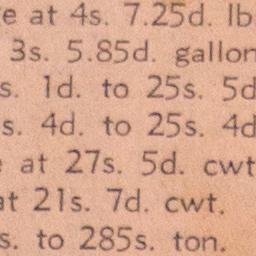 e at 4s. 7.25d. lb
3s. 5.85d. gallon
s. 1d. to 25s. 5d
s. 4d. to 25s. 4d
at 27s. 5d. cwt
at 21s. 7d. cwt.
s. to 285s. ton.